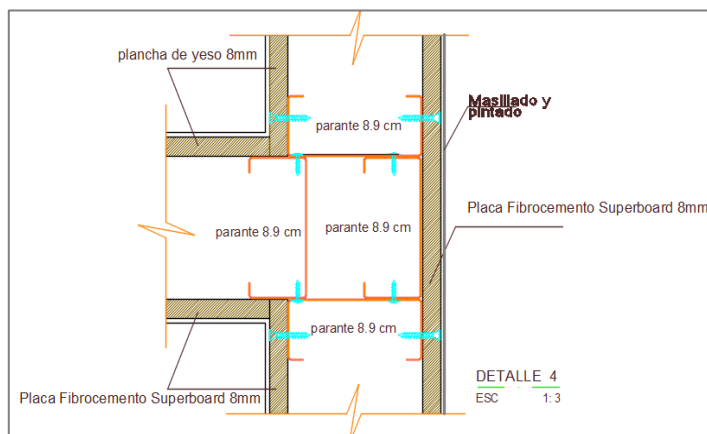 plancha de yeso 8mm
parante 8.9 cm
Masillado y
pintado
Placa Fibrocemento Superboard 8mm
parante 8.9 cm
parante 8.9 cm
parante 8.9 cm
Placa Fibrocemento Superboard 8mm
DETALLE 4
ESC 1: 3